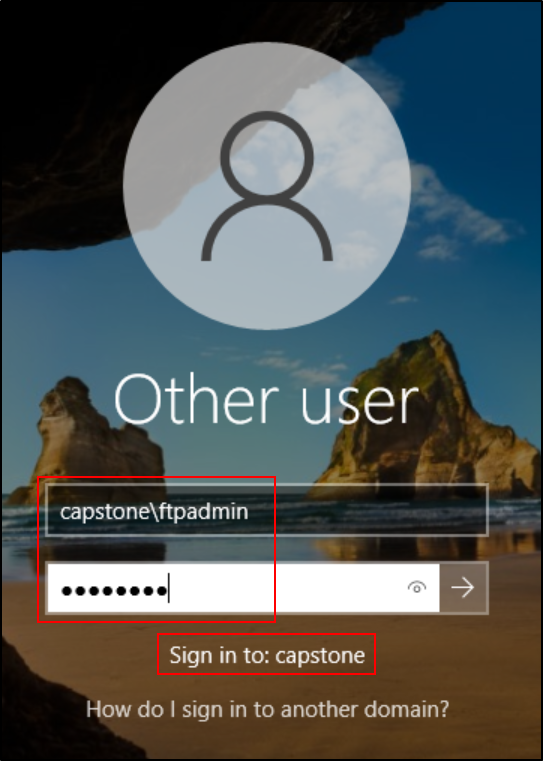 Other user
capstone\ftpadmin
●●●●●●●●
Sign in to: capstone
How do I sign in to another domain?